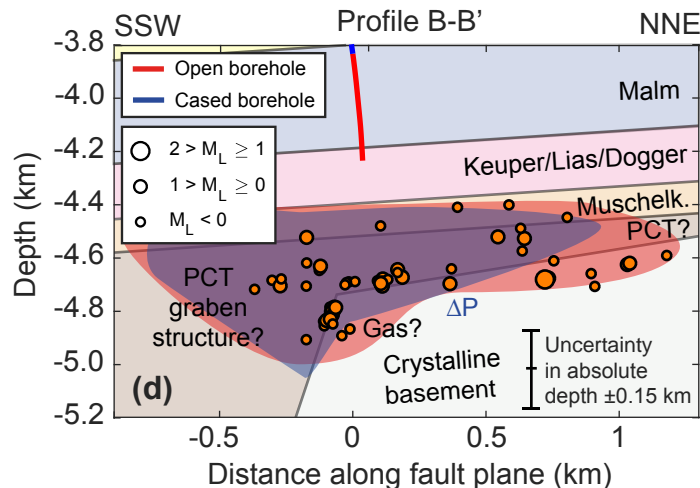 SSW Profile B-B' NNE
-3.8
-4.0
-4.2
-4.4
-4.6
-4.8
-5.0
-5.2
Depth (km)
Open borehole
Cased borehole
2 > M_L ≥ 1
1 > M_L ≥ 0
M_L < 0
Malm
Keuper/Lias/Dogger
Muschelk.
PCT?
PCT
graben
structure?
ΔP
Gas?
Crystalline
basement
Uncertainty
in absolute
depth ±0.15 km
(d)
-0.5 0 0.5 1
Distance along fault plane (km)